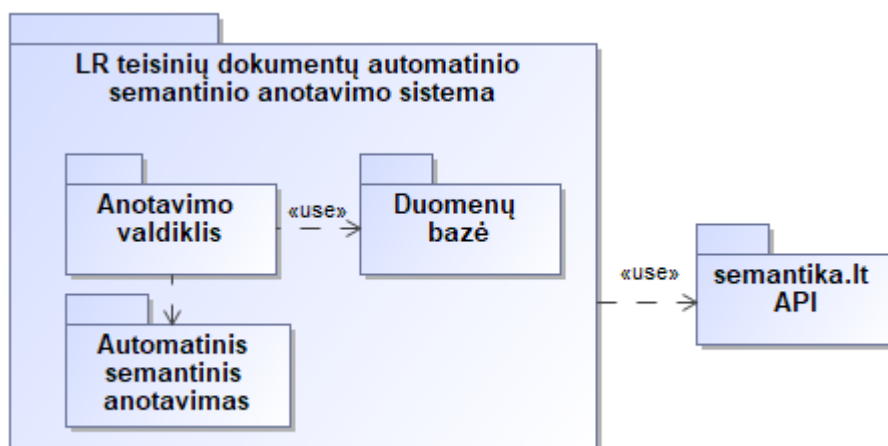 LR teisinių dokumentų automatinio
semantinio anotavimo sistema
Anotavimo
valdiklis
«use»
Duomenų
bazė
«use»
semantika.lt
API
Automatinis
semantinis
anotavimas